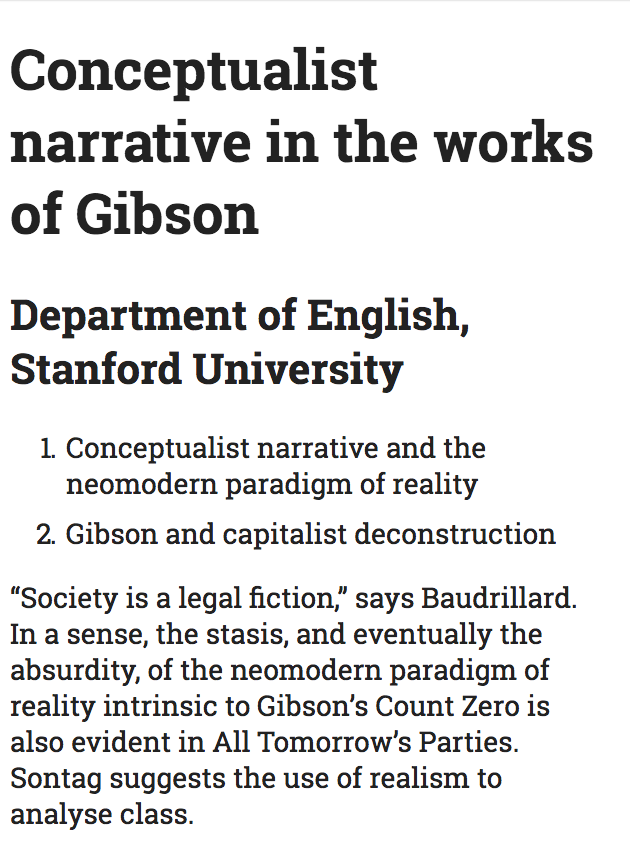 Conceptualist
narrative in the works
of Gibson
Department of English,
Stanford University
1. Conceptualist narrative and the
neomodern paradigm of reality
2. Gibson and capitalist deconstruction
“Society is a legal fiction,” says Baudrillard.
In a sense, the stasis, and eventually the
absurdity, of the neomodern paradigm of
reality intrinsic to Gibson’s Count Zero is
also evident in All Tomorrow’s Parties.
Sontag suggests the use of realism to
analyse class.